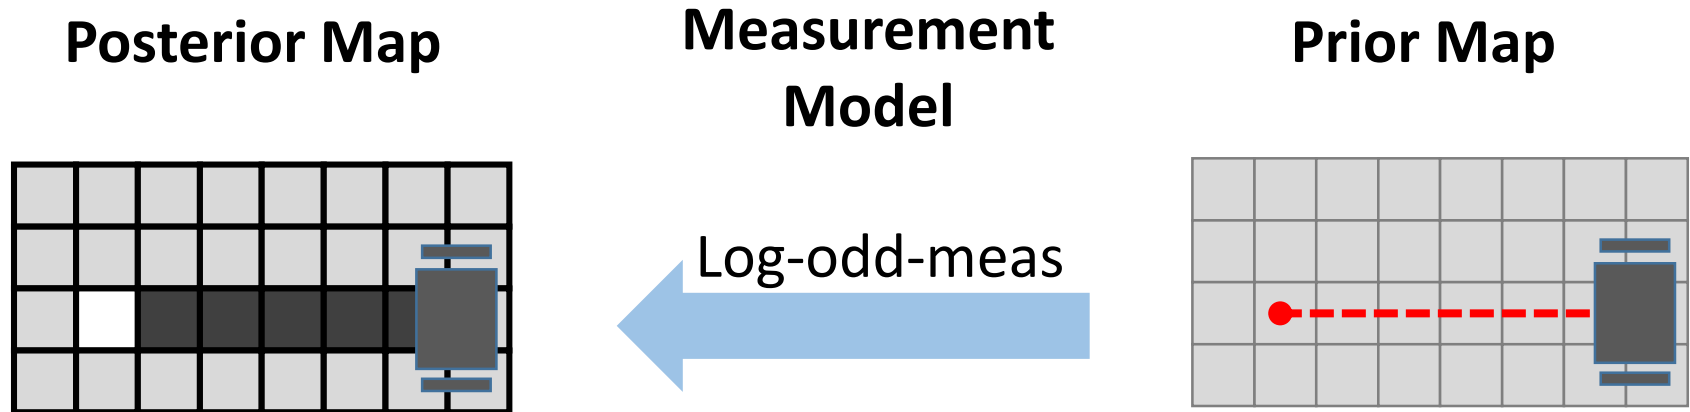 Posterior Map
Measurement
Model
Prior Map
Log-odd-meas